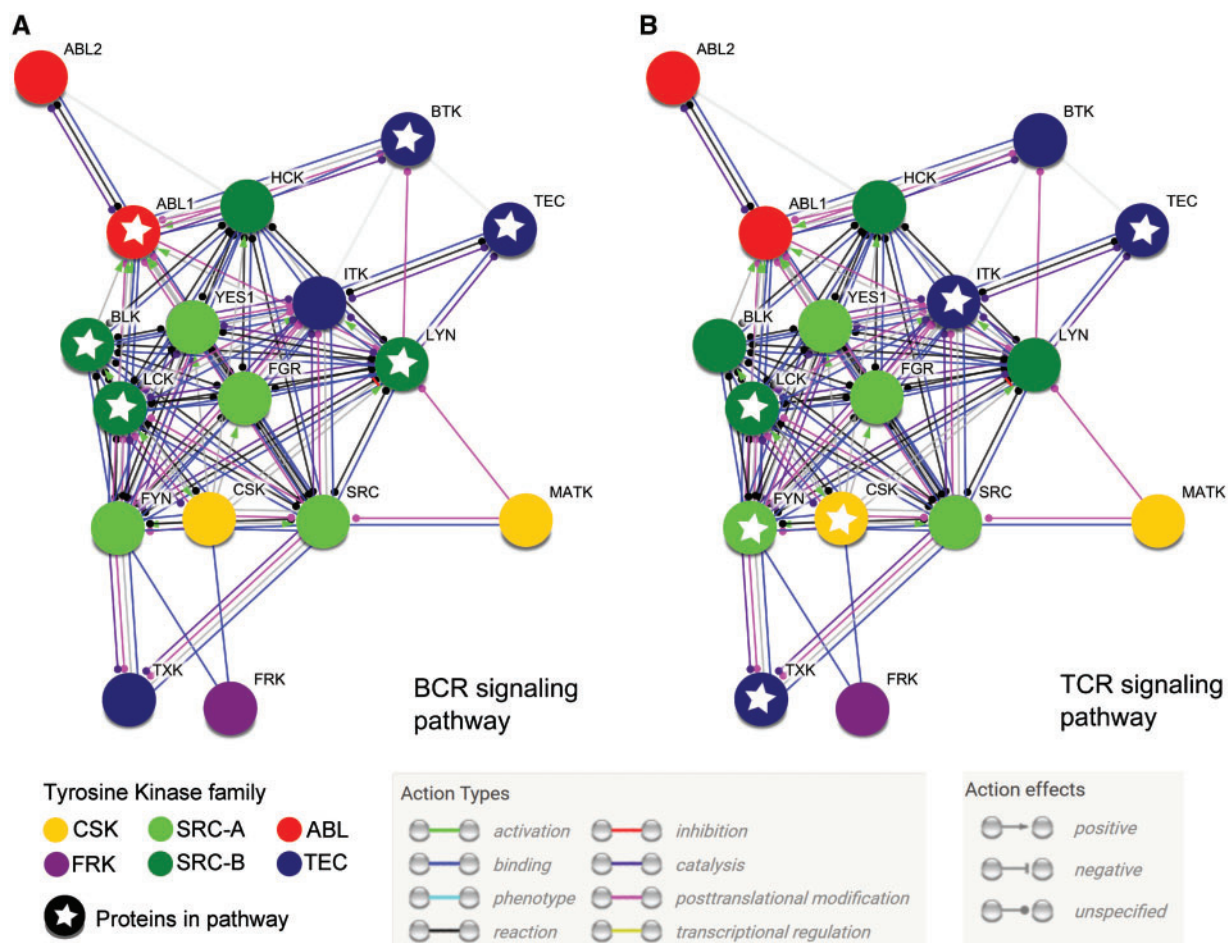 A
ABL2
BTK
HCK
ABL1
TEC
ITK
YES1
BLK
LYN
LCK
FGR
FYN
CSK
SRC
MATK
TXK
FRK
BCR signaling
pathway
B
ABL2
BTK
HCK
ABL1
TEC
ITK
YES1
BLK
LYN
LCK
FGR
FYN
CSK
SRC
MATK
TXK
FRK
TCR signaling
pathway
Tyrosine Kinase family
CSK SRC-A ABL
FRK SRC-B TEC
Proteins in pathway
Action Types
activation inhibition
binding catalysis
phenotype posttranslational modification
reaction transcriptional regulation
Action effects
positive
negative
unspecified